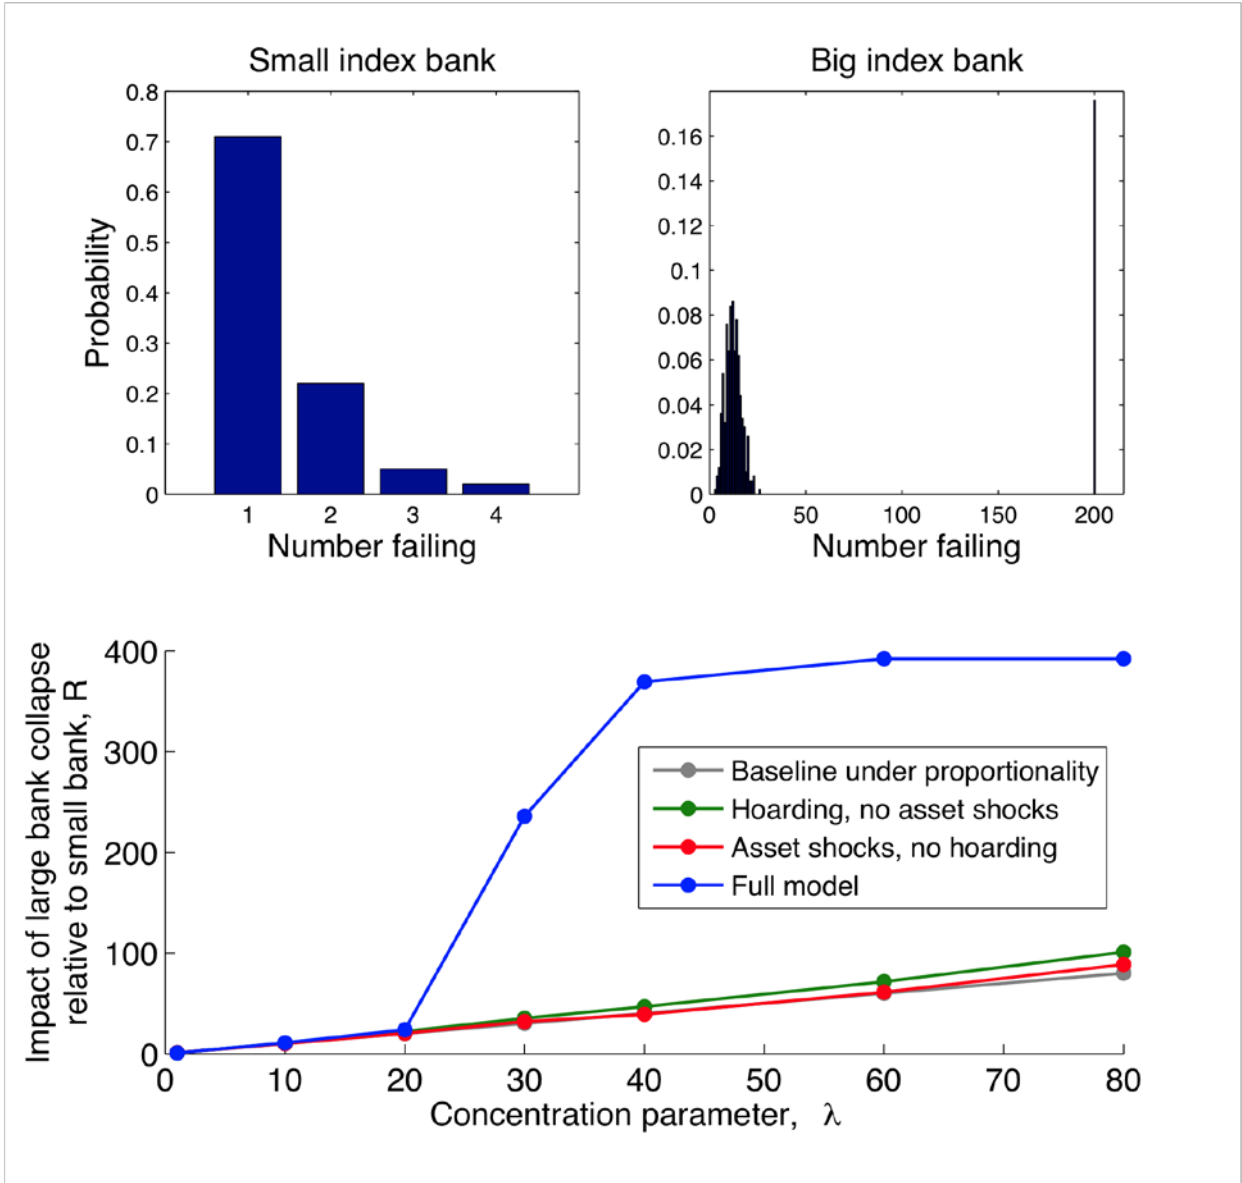 Small index bank
0.8
0.7
0.6
0.5
0.4
0.3
0.2
0.1
0
Probability
1 2 3 4
Number failing
Big index bank
0.16
0.14
0.12
0.1
0.08
0.06
0.04
0.02
0
0 50 100 150 200
Number failing
Impact of large bank collapse
relative to small bank, R
400
300
200
100
0
Baseline under proportionality
Hoarding, no asset shocks
Asset shocks, no hoarding
Full model
0 10 20 30 40 50 60 70 80
Concentration parameter, λ